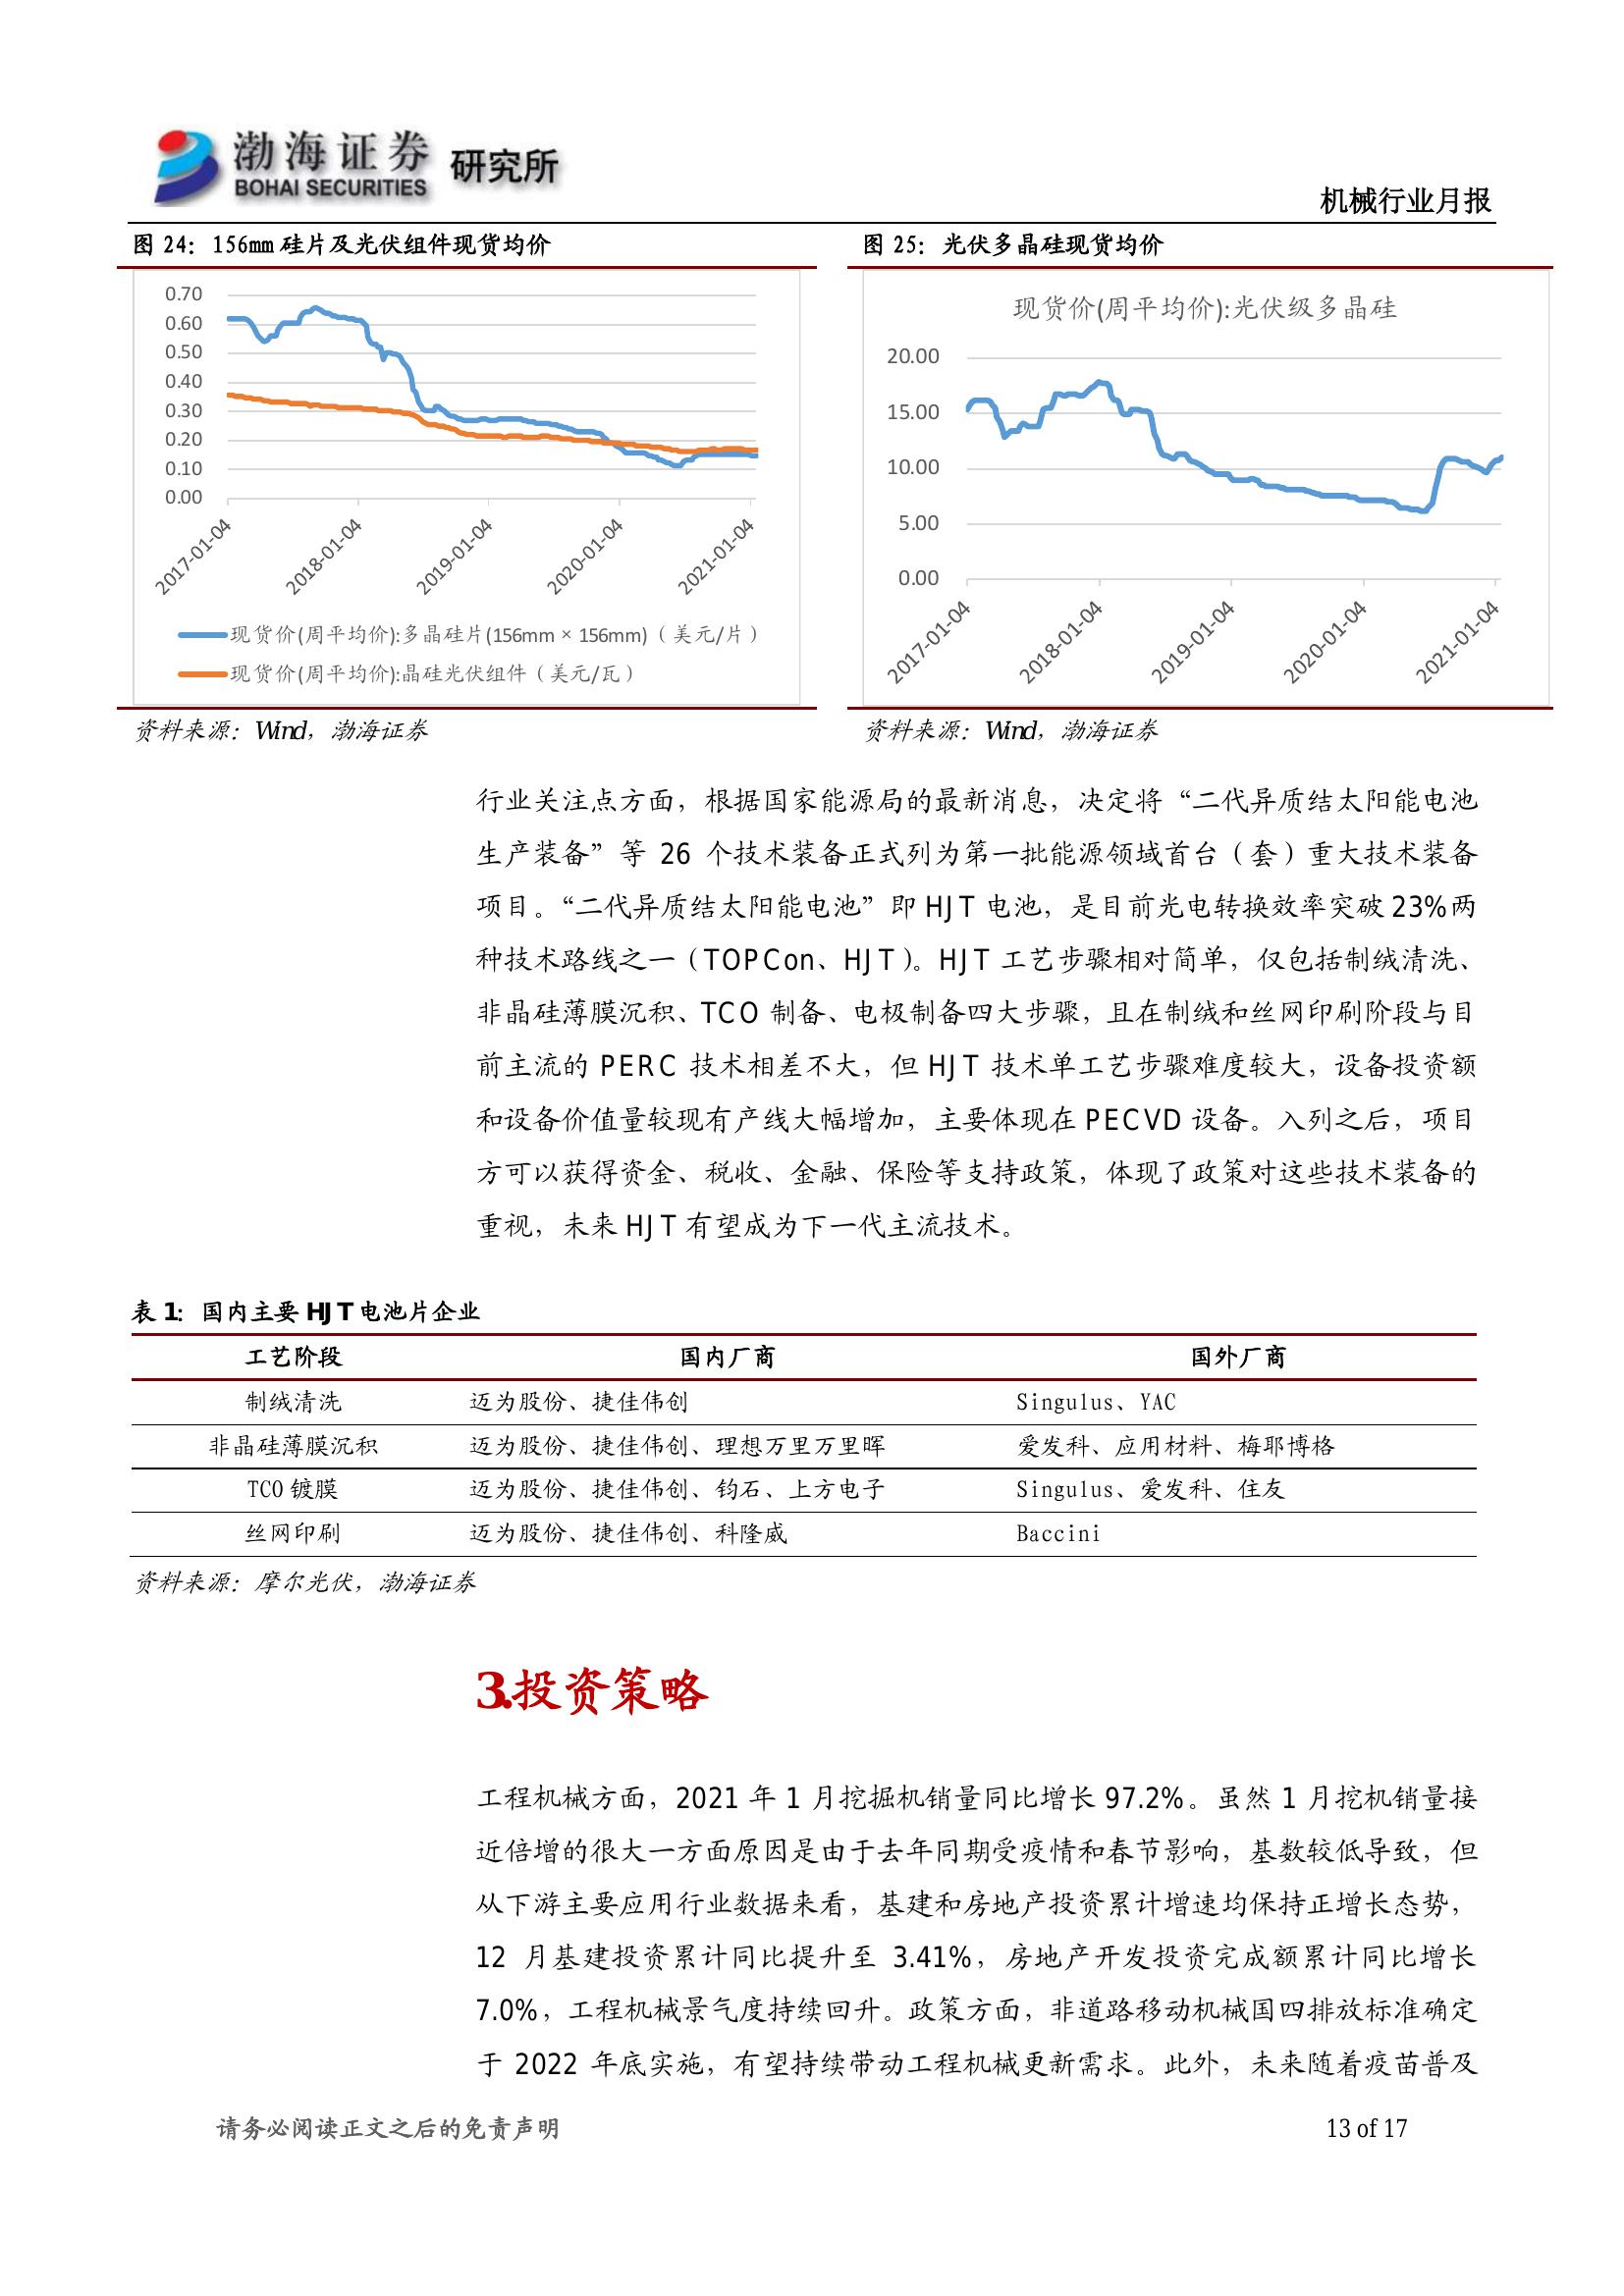 渤海证券 研究所
BOHAI SECURITIES
机械行业月报
图 24：156mm 硅片及光伏组件现货均价
0.70
0.60
0.50
0.40
0.30
0.20
0.10
0.00
2017-01-04
2018-01-04
2019-01-04
2020-01-04
2021-01-04
现货价(周平均价):多晶硅片(156mm × 156mm)（美元/片）
现货价(周平均价):晶硅光伏组件（美元/瓦）
资料来源：Wind，渤海证券
图 25：光伏多晶硅现货均价
现货价(周平均价):光伏级多晶硅
20.00
15.00
10.00
5.00
0.00
2017-01-04
2018-01-04
2019-01-04
2020-01-04
2021-01-04
资料来源：Wind，渤海证券
行业关注点方面，根据国家能源局的最新消息，决定将“二代异质结太阳能电池
生产装备”等 26 个技术装备正式列为第一批能源领域首台（套）重大技术装备
项目。“二代异质结太阳能电池”即 HJT 电池，是目前光电转换效率突破 23%两
种技术路线之一（TOPCon、HJT）。HJT 工艺步骤相对简单，仅包括制绒清洗、
非晶硅薄膜沉积、TCO 制备、电极制备四大步骤，且在制绒和丝网印刷阶段与目
前主流的 PERC 技术相差不大，但 HJT 技术单工艺步骤难度较大，设备投资额
和设备价值量较现有产线大幅增加，主要体现在 PECVD 设备。入列之后，项目
方可以获得资金、税收、金融、保险等支持政策，体现了政策对这些技术装备的
重视，未来 HJT 有望成为下一代主流技术。
表 1：国内主要 HJT 电池片企业
工艺阶段 国内厂商 国外厂商
制绒清洗 迈为股份、捷佳伟创 Singulus、YAC
非晶硅薄膜沉积 迈为股份、捷佳伟创、理想万里万里晖 爱发科、应用材料、梅耶博格
TCO 镀膜 迈为股份、捷佳伟创、钧石、上方电子 Singulus、爱发科、住友
丝网印刷 迈为股份、捷佳伟创、科隆威 Baccini
资料来源：摩尔光伏，渤海证券
3.投资策略
工程机械方面，2021 年 1 月挖掘机销量同比增长 97.2%。虽然 1 月挖机销量接
近倍增的很大一方面原因是由于去年同期受疫情和春节影响，基数较低导致，但
从下游主要应用行业数据来看，基建和房地产投资累计增速均保持正增长态势，
12 月基建投资累计同比提升至 3.41%，房地产开发投资完成额累计同比增长
7.0%，工程机械景气度持续回升。政策方面，非道路移动机械国四排放标准确定
于 2022 年底实施，有望持续带动工程机械更新需求。此外，未来随着疫苗普及
请务必阅读正文之后的免责声明
13 of 17